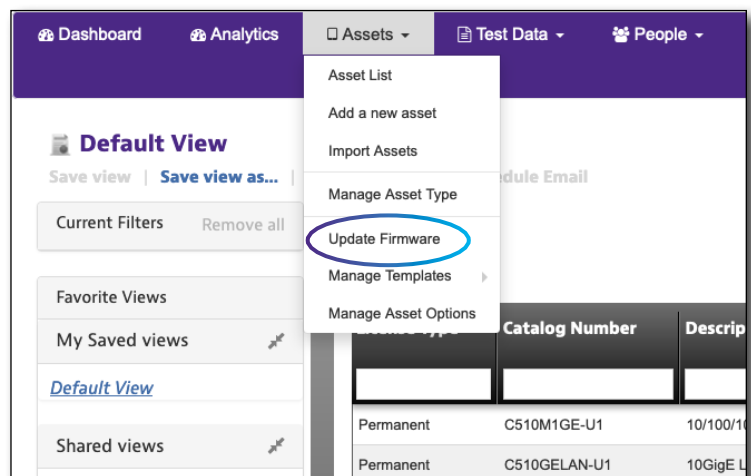 Dashboard Analytics Assets Test Data People
Asset List
Add a new asset
Import Assets
Manage Asset Type
Update Firmware
Manage Templates
Manage Asset Options
Default View
Save view | Save view as... |
Email
Current Filters Remove all
Favorite Views
My Saved views
Default View
Shared views
Catalog Number Descrip
Permanent C510M1GE-U1 10/100/10
Permanent C510GELAN-U1 10GigE L